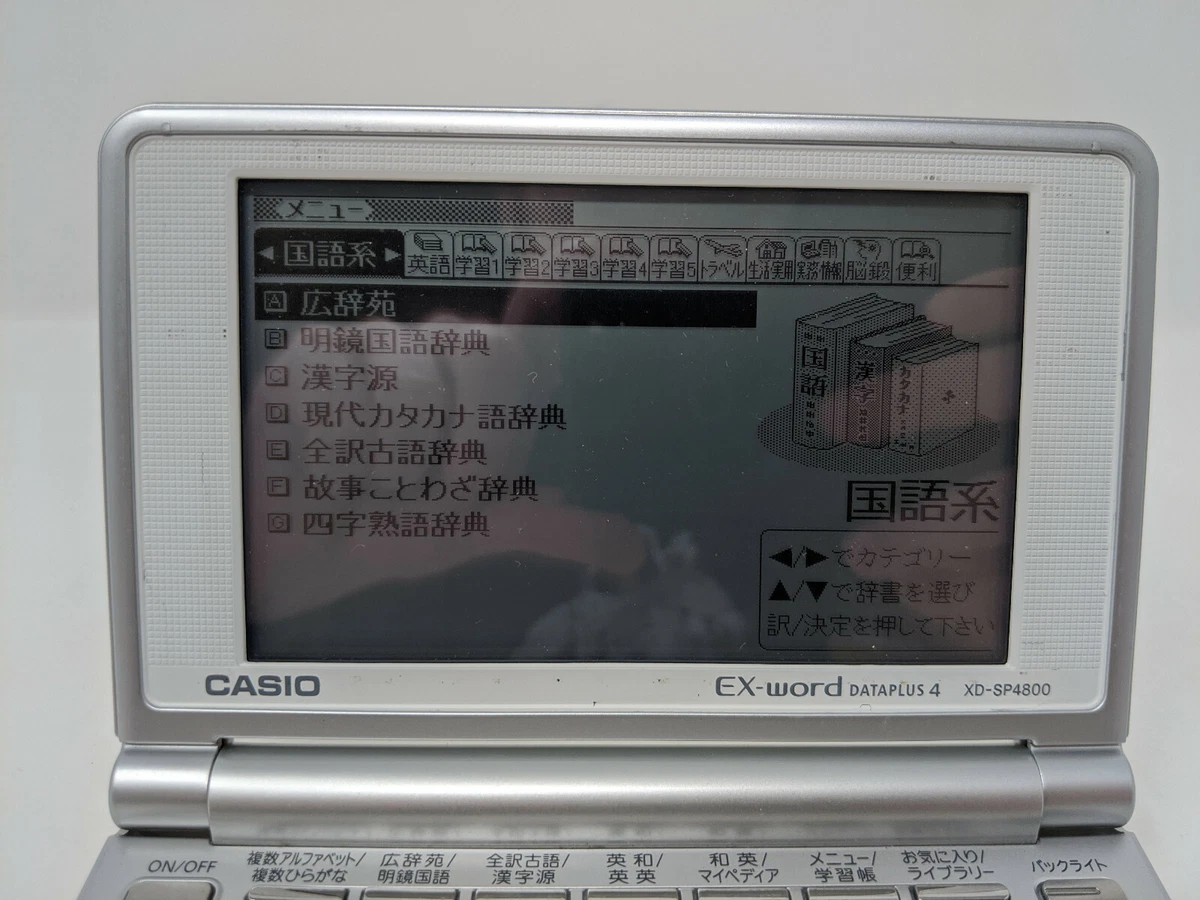 メニュー
国語系 英語 学習1 学習2 学習3 学習4 学習5 トラベル 生活実用 実務情報 脳鍛 便利
A 広辞苑
B 明鏡国語辞典
C 漢字源
D 現代カタカナ語辞典
E 全訳古語辞典
F 故事ことわざ辞典
G 四字熟語辞典
国語
漢字
カタカナ
国語系
◀/▶でカテゴリー
▲/▼で辞書を選び
訳/決定を押して下さい
CASIO EX-word DATAPLUS 4 XD-SP4800
ON/OFF 複数アルファベット/ 広辞苑/ 全訳古語/ 英和/ 和英/ メニュー/ お気に入り/ バックライト
複数ひらがな 明鏡国語 漢字源 英英 マイペディア 学習帳 ライブラリー